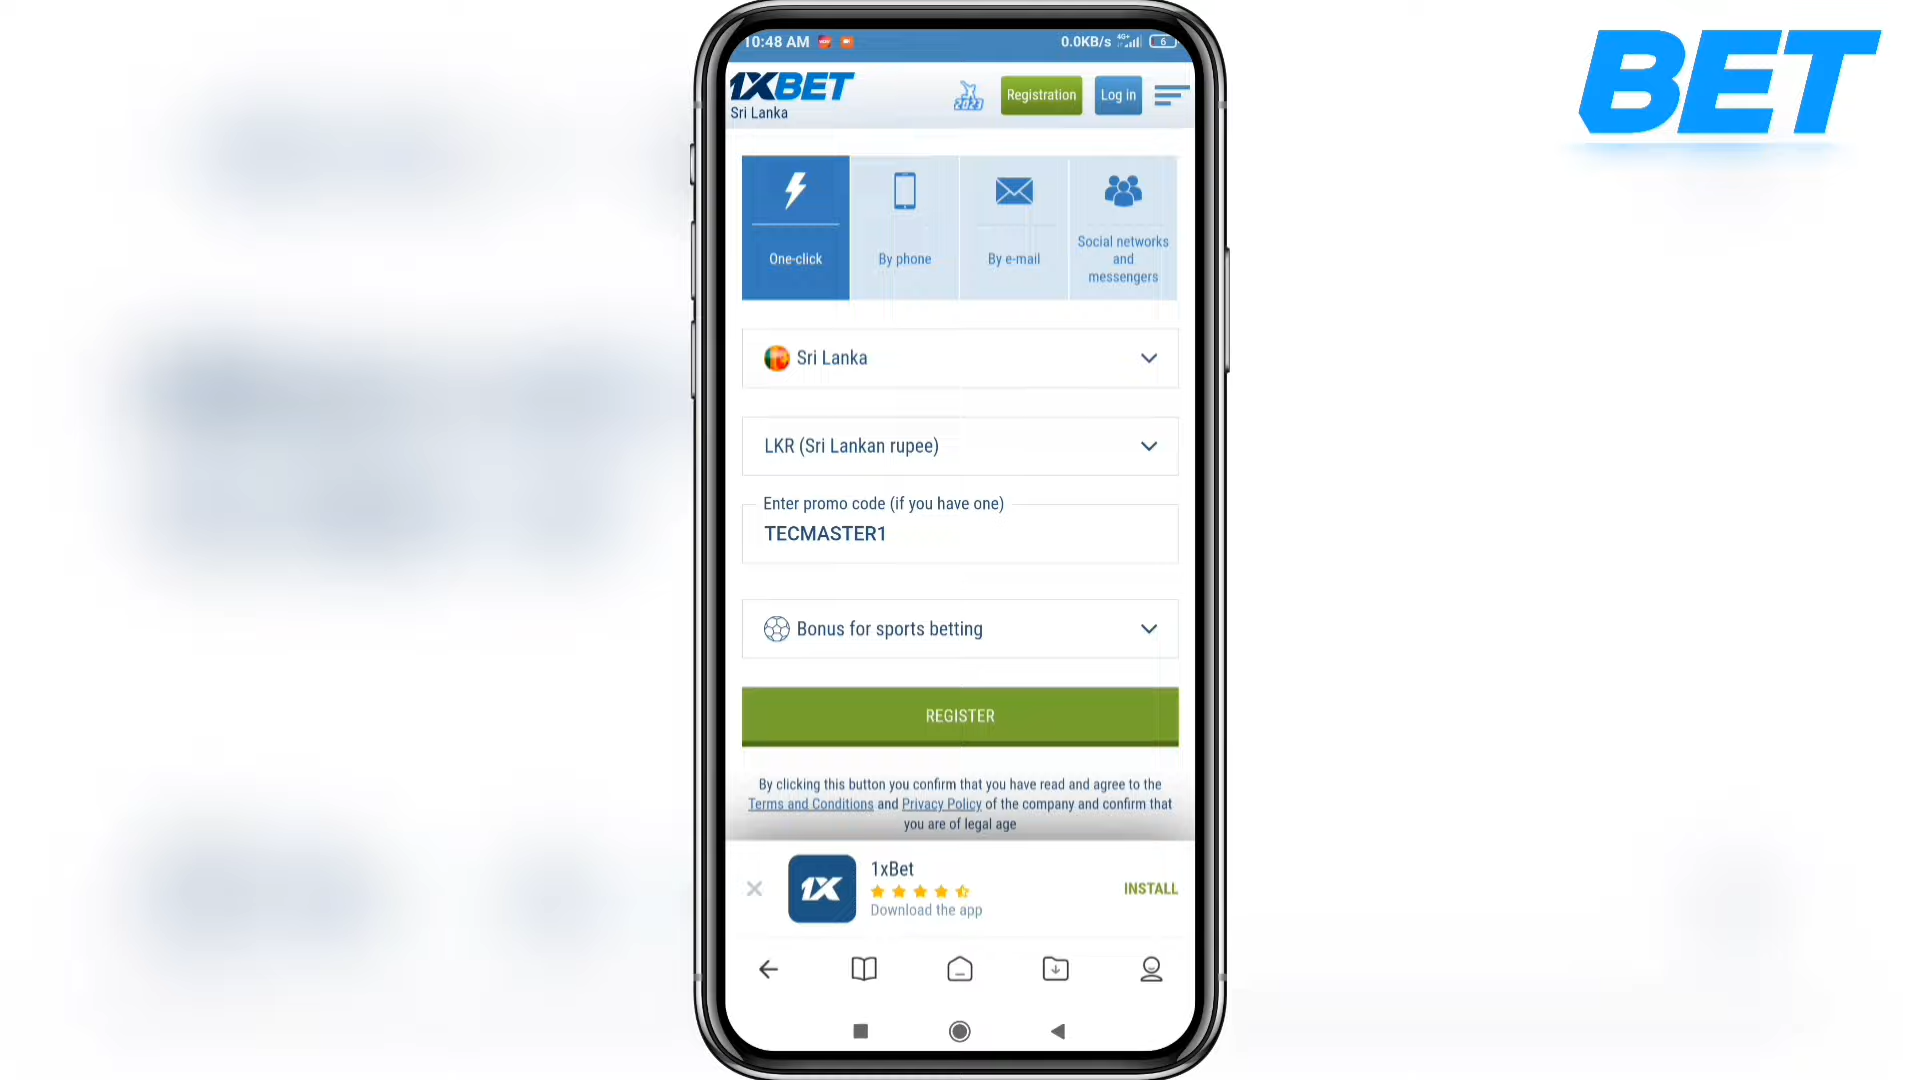 BET
10:48 AM
0.0KB/s 4G+ 6
1XBET
Sri Lanka
2023
Registration
Log in
One-click
By phone
By e-mail
Social networks
and
messengers
Sri Lanka
LKR (Sri Lankan rupee)
Enter promo code (if you have one)
TECMASTER1
Bonus for sports betting
REGISTER
By clicking this button you confirm that you have read and agree to the
Terms and Conditions and Privacy Policy of the company and confirm that
you are of legal age
1X
1xBet
Download the app
INSTALL